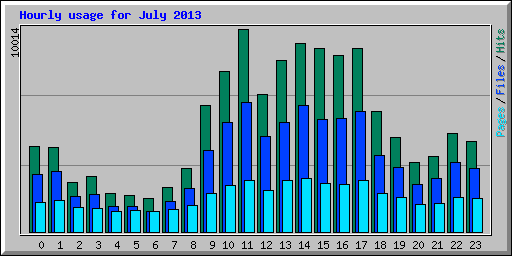 Hourly usage for July 2013
10014
Pages / Files / Hits
0 1 2 3 4 5 6 7 8 9 10 11 12 13 14 15 16 17 18 19 20 21 22 23